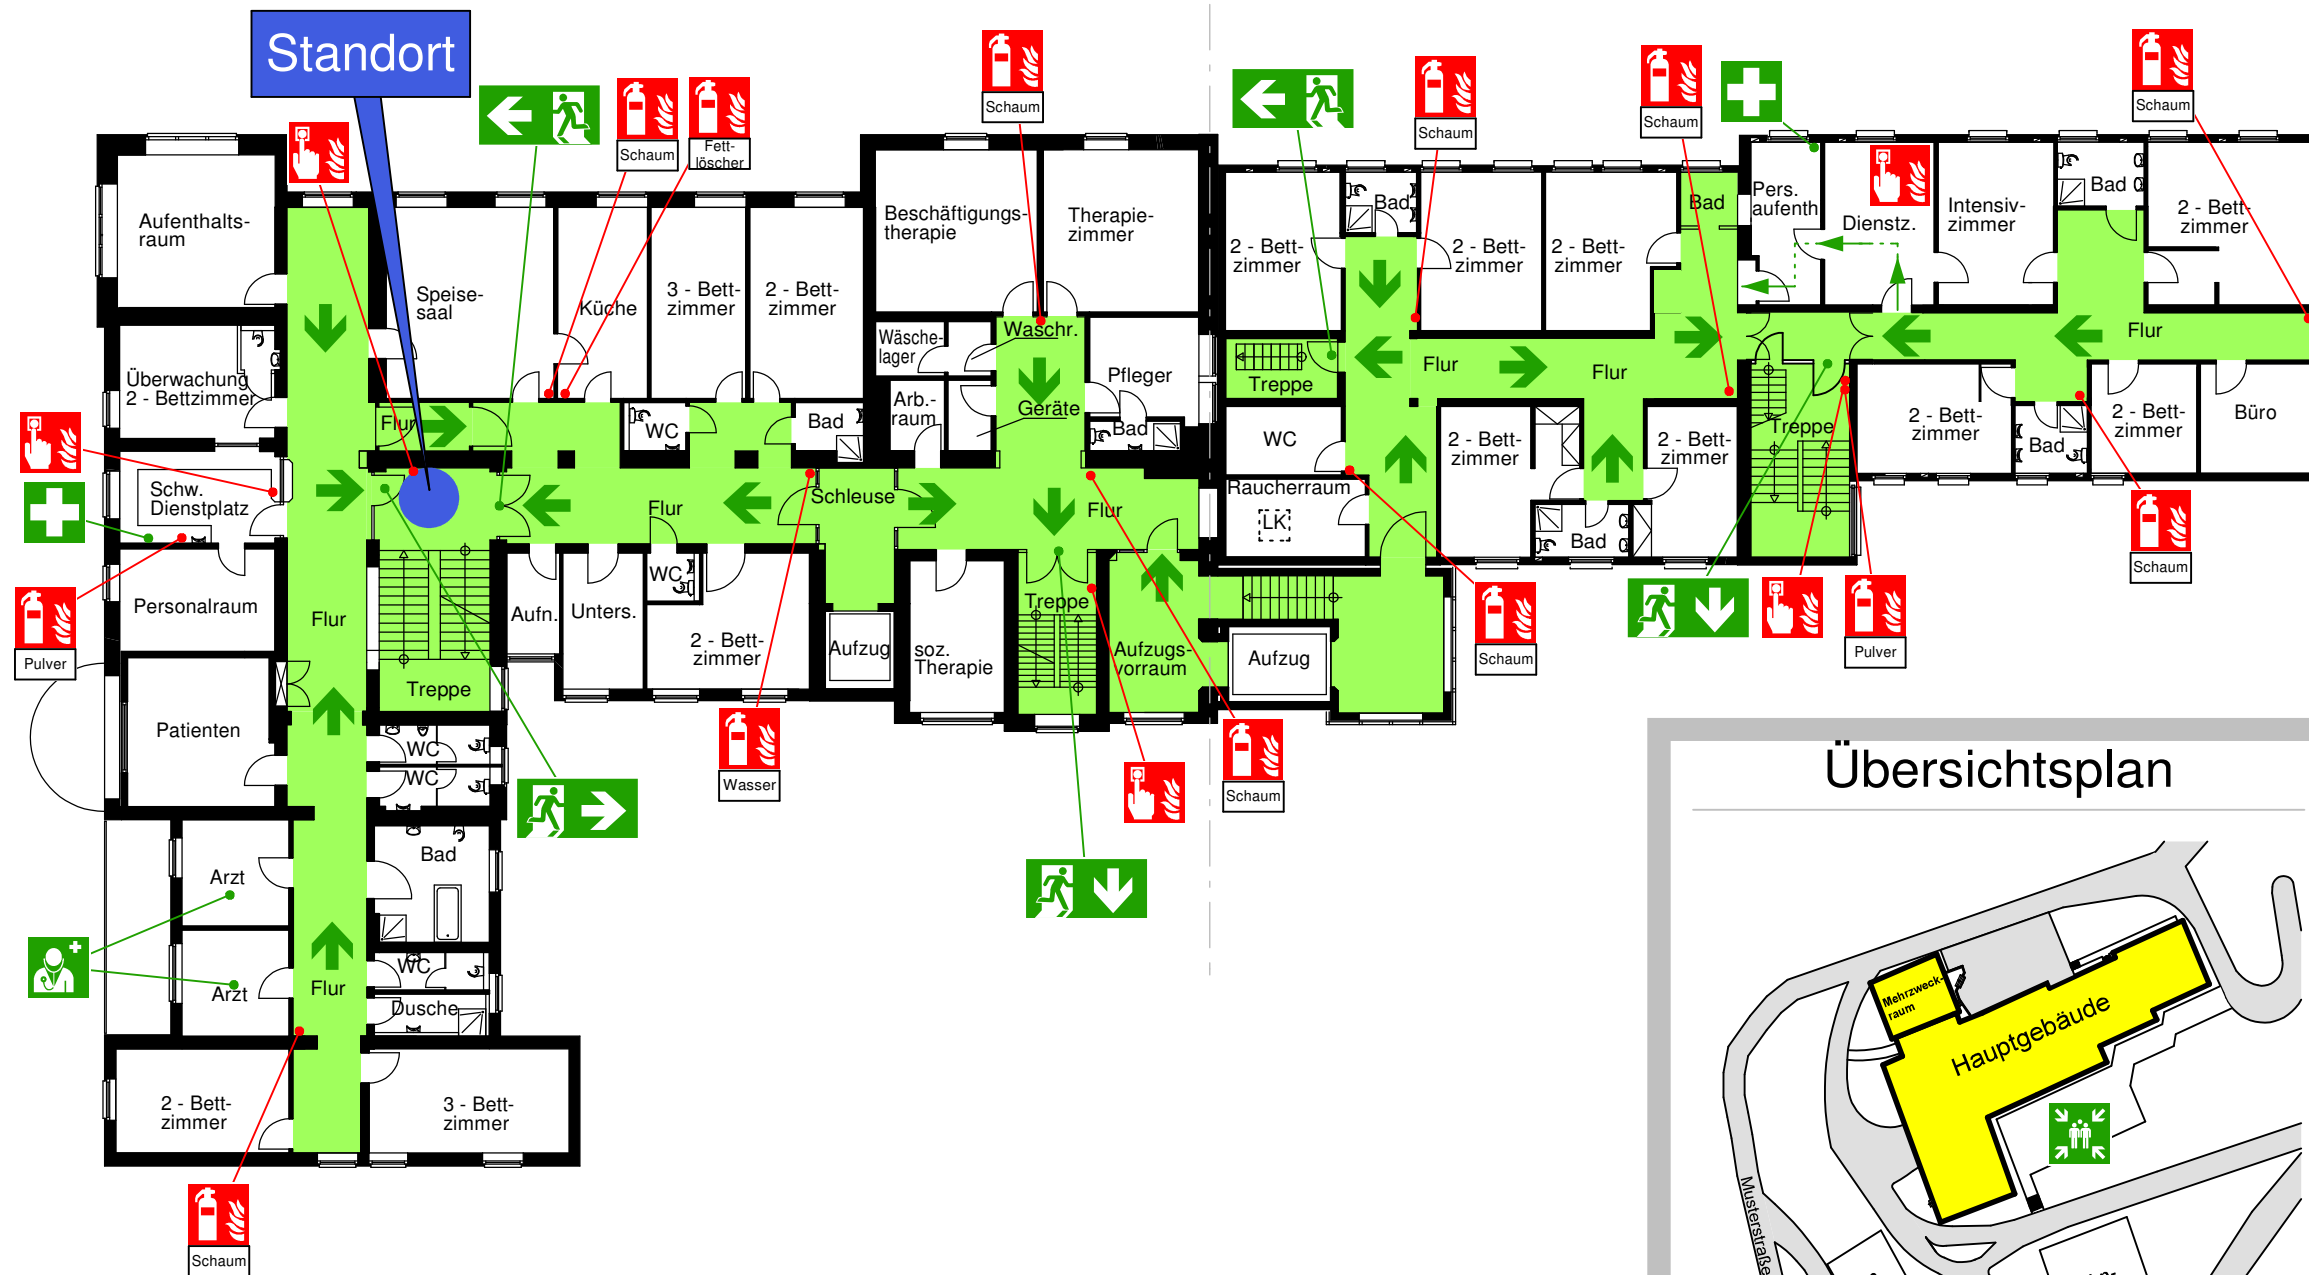 Standort
Schaum
Fett-
löscher
Schaum
Schaum
Schaum
Schaum
Aufenthalts-
raum
Speise-
saal
Küche
3 - Bett-
zimmer
2 - Bett-
zimmer
Beschäftigungs-
therapie
Therapie-
zimmer
2 - Bett-
zimmer
Bad
2 - Bett-
zimmer
2 - Bett-
zimmer
Bad
Pers.
aufenth
Dienstz.
Intensiv-
zimmer
Bad
2 - Bett-
zimmer
Überwachung
2 - Bettzimmer
Flur
WC
Bad
Wäsche-
lager
Waschr.
Arb.-
raum
Geräte
Pfleger
Bad
Treppe
Flur
Flur
Flur
WC
2 - Bett-
zimmer
2 - Bett-
zimmer
Treppe
2 - Bett-
zimmer
Bad
2 - Bett-
zimmer
Büro
Schw.
Dienstplatz
Flur
Schleuse
Flur
Raucherraum
LK
Bad
Schaum
Personalraum
Flur
Treppe
Aufn.
Unters.
WC
2 - Bett-
zimmer
Aufzug
soz.
Therapie
Treppe
Aufzugs-
vorraum
Aufzug
Schaum
Pulver
Pulver
Patienten
WC
WC
Wasser
Schaum
Übersichtsplan
Arzt
Bad
Arzt
Flur
WC
Dusche
2 - Bett-
zimmer
3 - Bett-
zimmer
Schaum
Mehrzweck-
raum
Hauptgebäude
Musterstraße